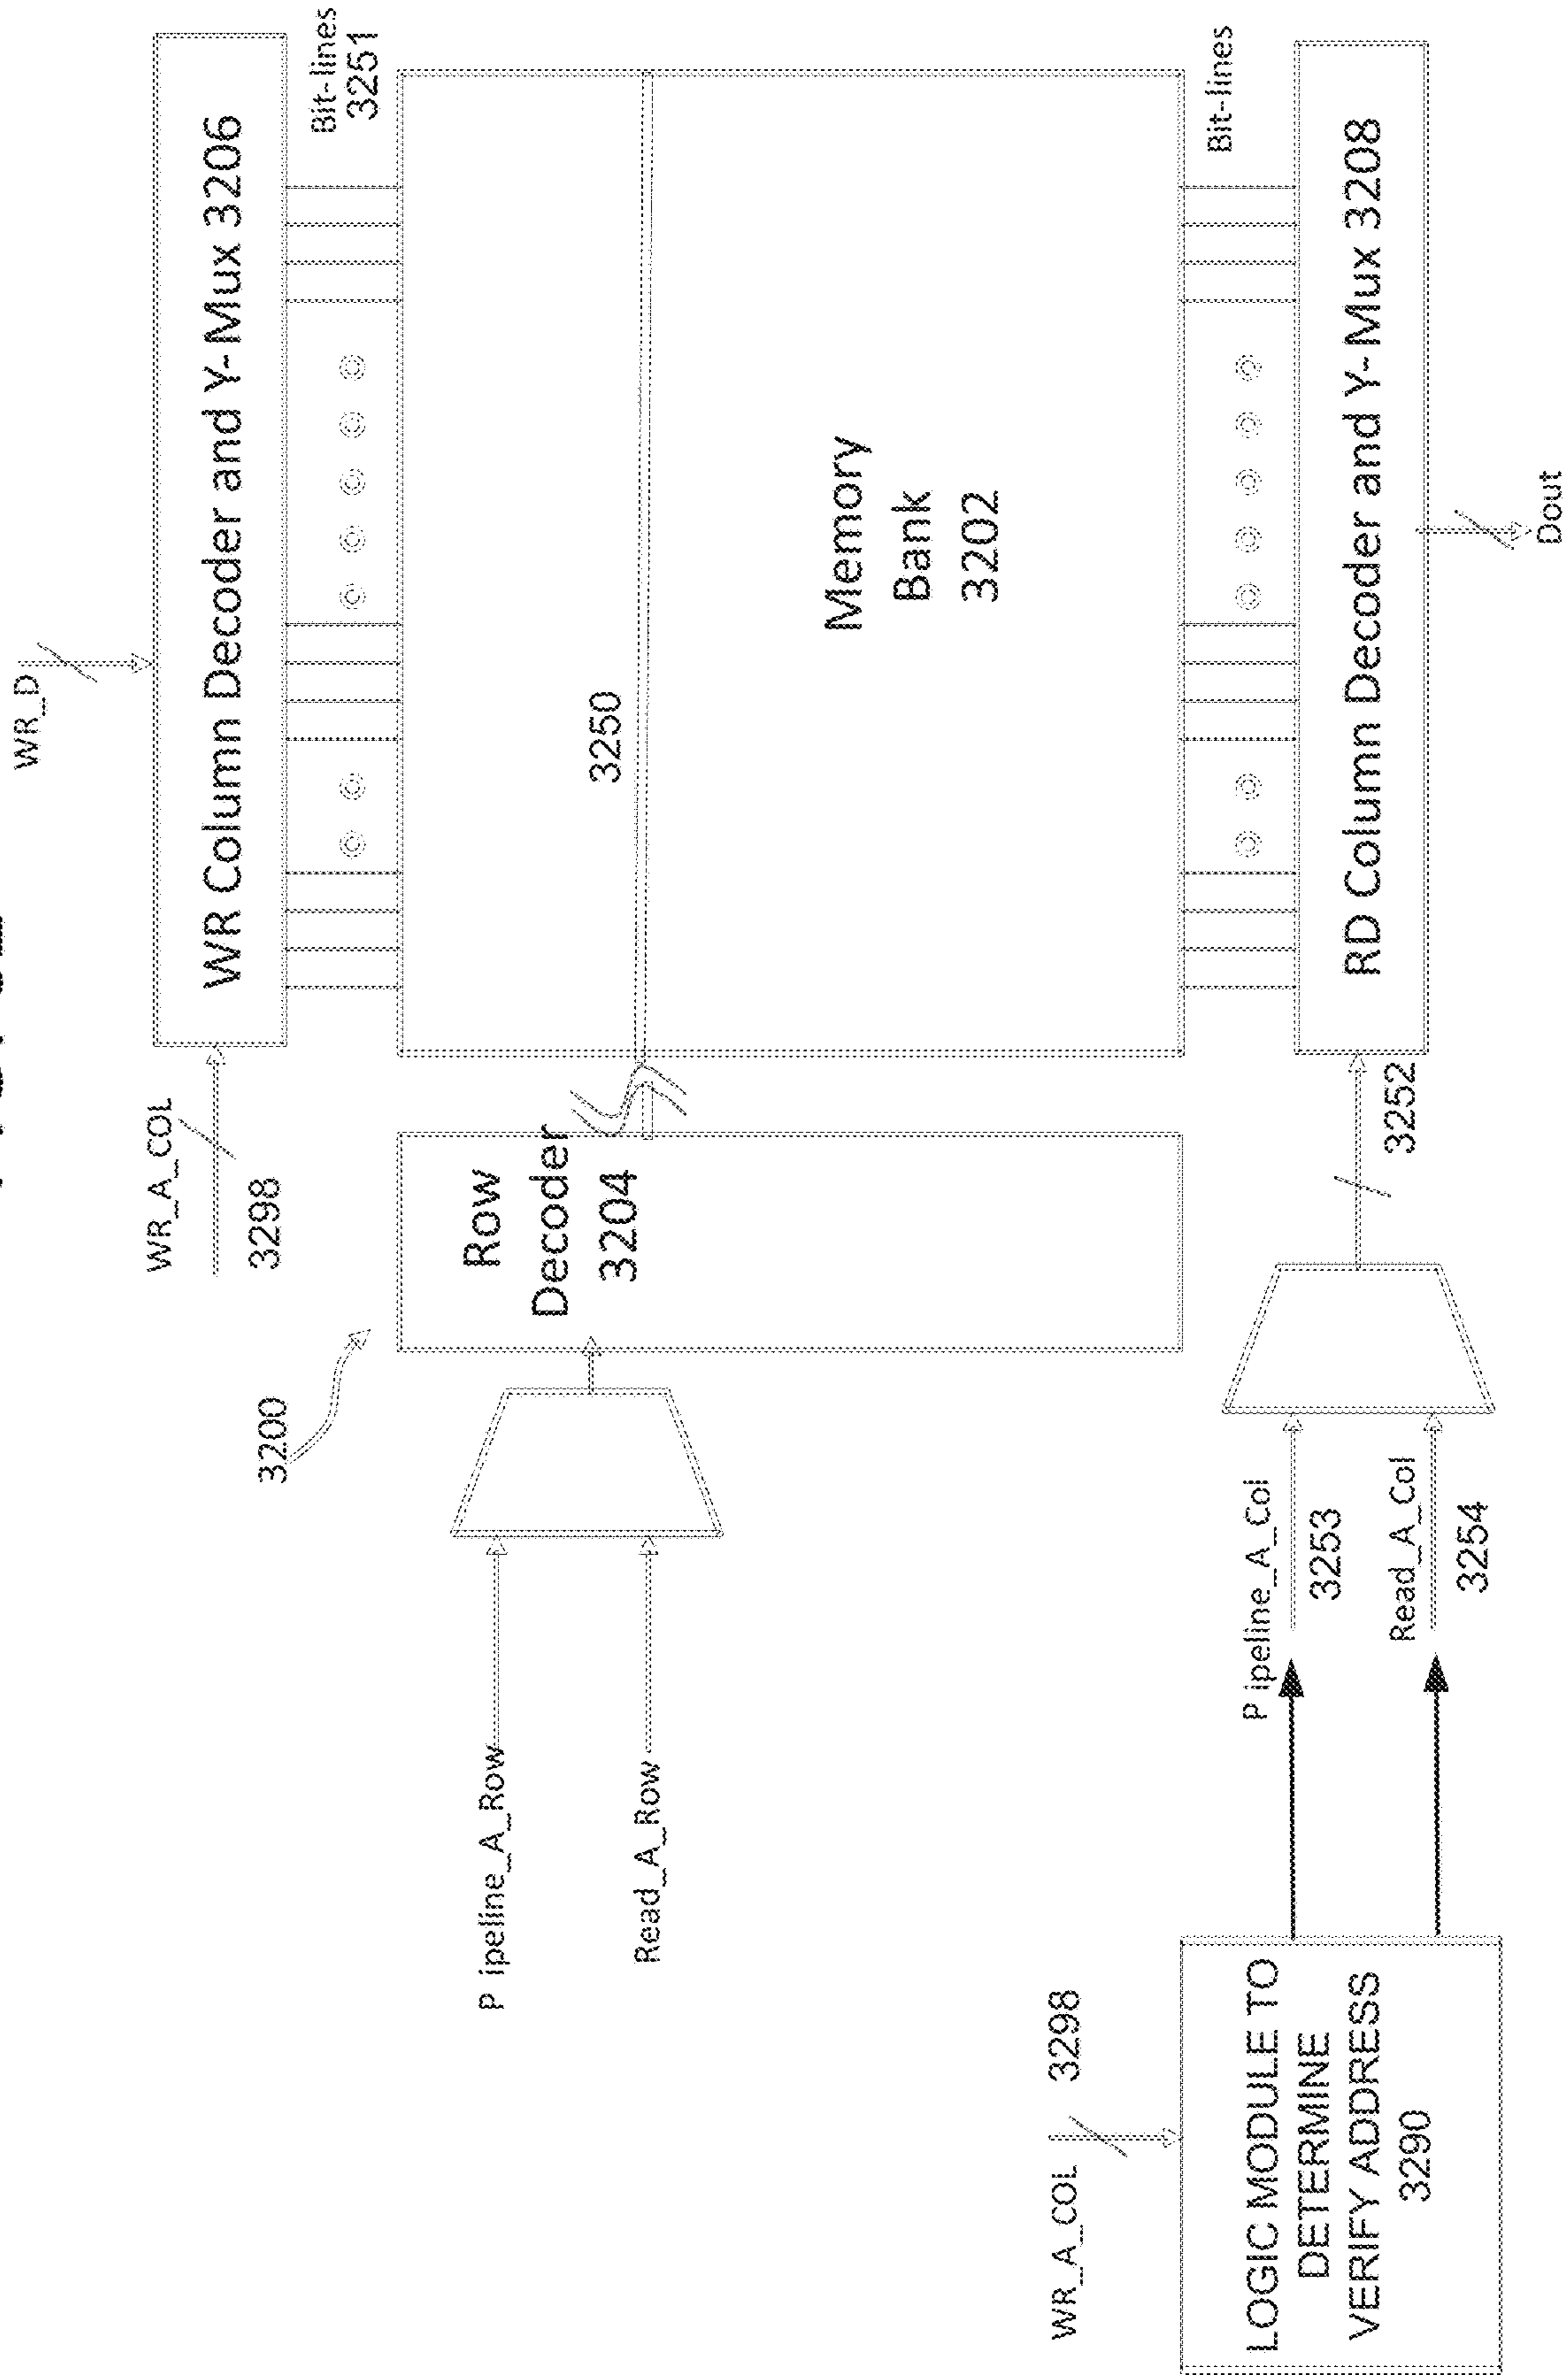 WR_D
WR_A_COL
3298
WR Column Decoder and Y-Mux 3206
Bit-lines
3251
3200
Row
Decoder
3204
3250
P ipeline_A_Row
Read_A_Row
Memory
Bank
3202
Bit-lines
WR_A_COL 3298
LOGIC MODULE TO
DETERMINE
VERIFY ADDRESS
3290
P ipeline_A_Col
3253
Read_A_Col
3254
3252
RD Column Decoder and Y-Mux 3208
Dout